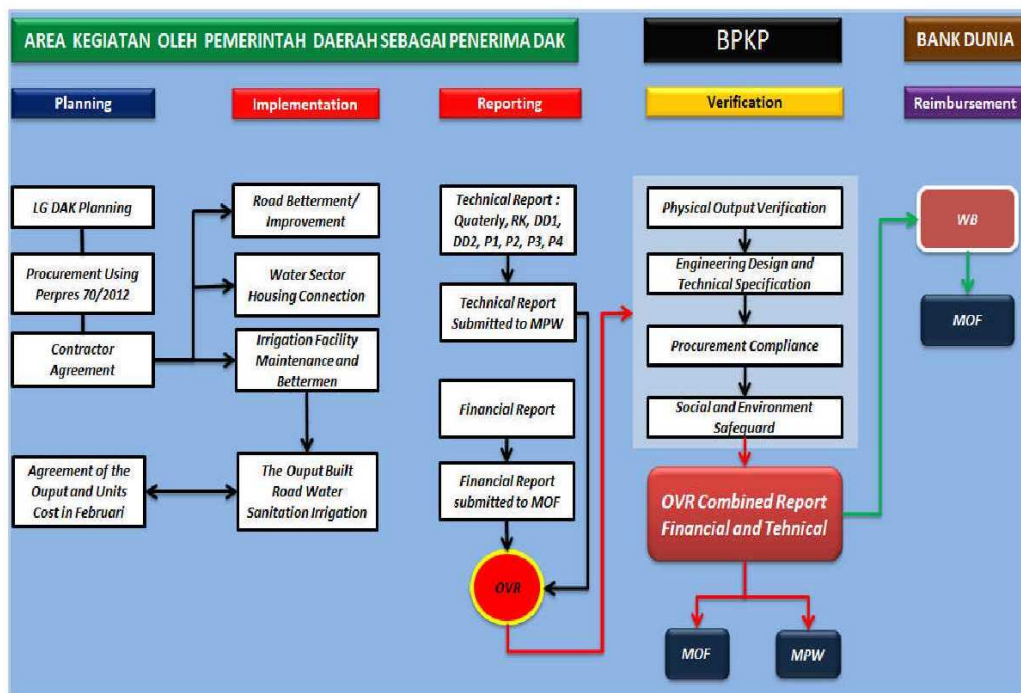 AREA KEGIATAN OLEH PEMERINTAH DAERAH SEBAGAI PENERIMA DAK
BPKP
BANK DUNIA
Planning
Implementation
Reporting
Verification
Reimbursement
LG DAK Planning
Procurement Using
Perpres 70/2012
Contractor
Agreement
Agreement of the
Ouput and Units
Cost in Februari
Road Betterment/
Improvement
Water Sector
Housing Connection
Irrigation Facility
Maintenance and
Bettermen
The Ouput Built
Road Water
Sanitation Irrigation
Technical Report :
Quaterly, RK, DD1,
DD2, P1, P2, P3, P4
Technical Report
Submitted to MPW
Financial Report
Financial Report
submitted to MOF
OVR
Physical Output Verification
Engineering Design and
Technical Specification
Procurement Compliance
Social and Environment
Safeguard
OVR Combined Report
Financial and Tehnical
MOF
MPW
WB
MOF